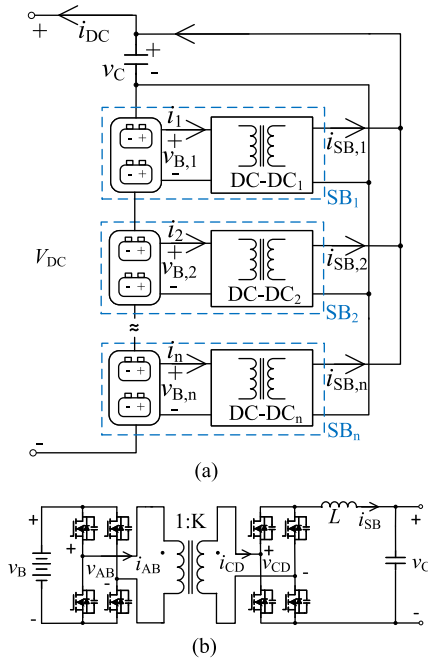 + i_DC
+
v_C -
i_1
+
v_B,1
-
DC-DC_1
i_SB,1
SB_1
i_2
+
v_B,2
-
DC-DC_2
i_SB,2
SB_2
V_DC
≈
i_n
+
v_B,n
-
DC-DC_n
i_SB,n
SB_n
-
- +
- +
- +
- +
- +
- +
(a)
1:K
L i_SB
+ + i_AB i_CD + +
v_B v_AB v_CD v_C
- - - -
(b)